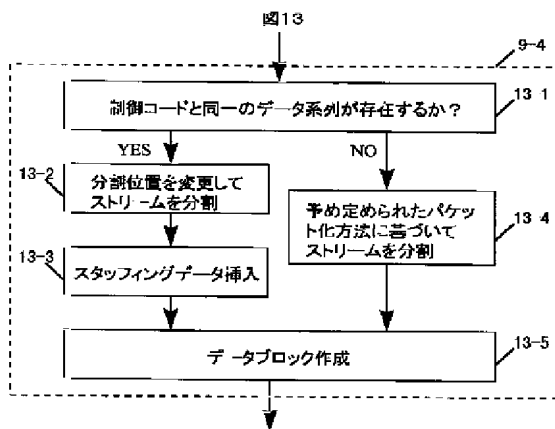 図13
9-4
制御コードと同一のデータ系列が存在するか？
13-1
YES
NO
13-2
分割位置を変更して
ストリームを分割
予め定められたパケット
化方法に基づいて
ストリームを分割
13-4
13-3
スタッフィングデータ挿入
データブロック作成
13-5